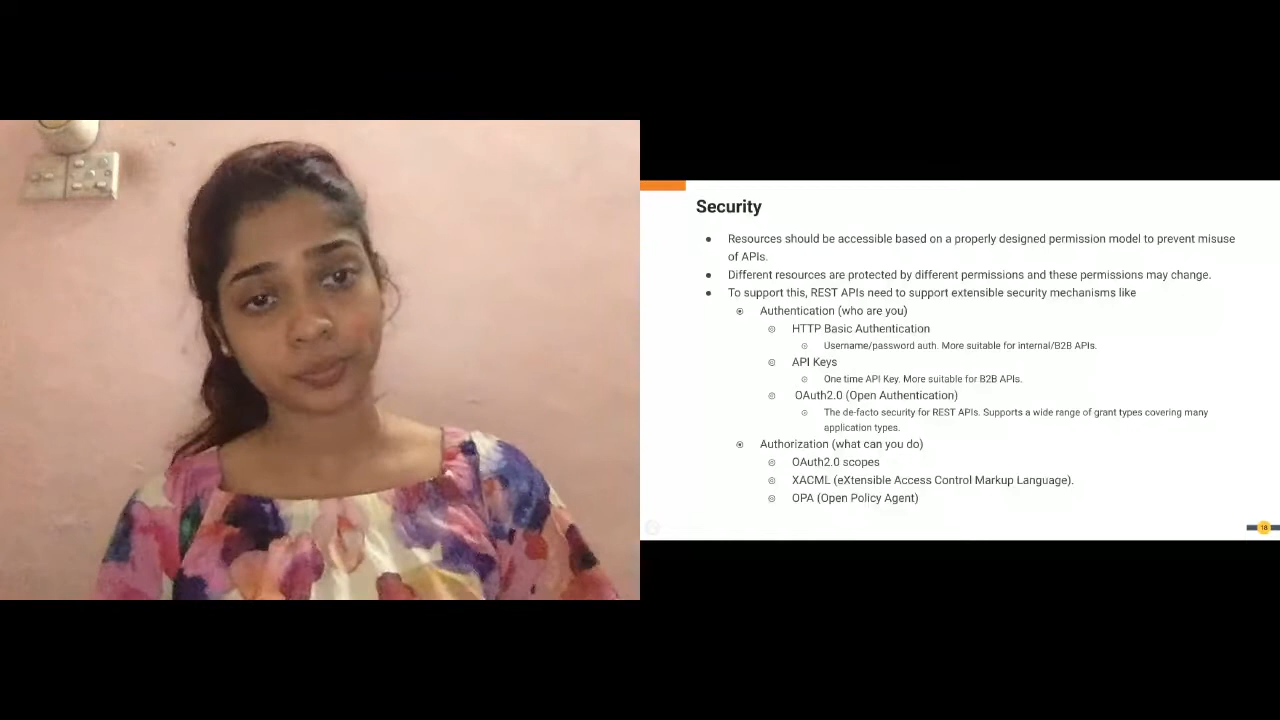 Security
Resources should be accessible based on a properly designed permission model to prevent misuse
of APIs.
Different resources are protected by different permissions and these permissions may change.
To support this, REST APIs need to support extensible security mechanisms like
Authentication (who are you)
HTTP Basic Authentication
Username/password auth. More suitable for internal/B2B APIs.
API Keys
One time API Key. More suitable for B2B APIs.
OAuth2.0 (Open Authentication)
The de-facto security for REST APIs. Supports a wide range of grant types covering many
application types.
Authorization (what can you do)
OAuth2.0 scopes
XACML (eXtensible Access Control Markup Language).
OPA (Open Policy Agent)
18